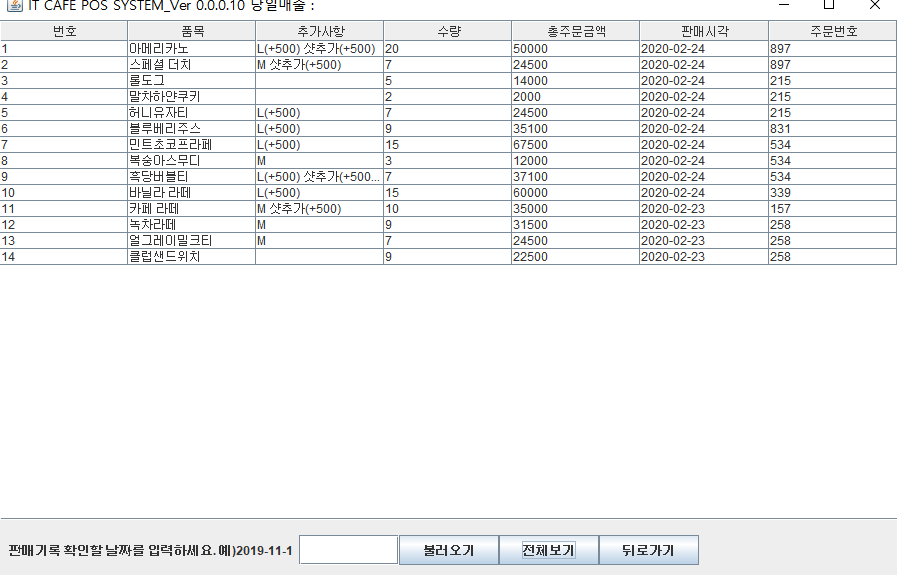 IT CAFE POS SYSTEM_Ver 0.0.0.10 당일매출 :
번호 품목 추가사항 수량 총주문금액 판매시각 주문번호
1 아메리카노 L(+500) 샷추가(+500) 20 50000 2020-02-24 897
2 스페셜 더치 M 샷추가(+500) 7 24500 2020-02-24 897
3 롤도그 5 14000 2020-02-24 215
4 말차하얀쿠키 2 2000 2020-02-24 215
5 허니유자티 L(+500) 7 24500 2020-02-24 215
6 블루베리주스 L(+500) 9 35100 2020-02-24 831
7 민트초코프라페 L(+500) 15 67500 2020-02-24 534
8 복숭아스무디 M 3 12000 2020-02-24 534
9 흑당버블티 L(+500) 샷추가(+500... 7 37100 2020-02-24 534
10 바닐라 라떼 L(+500) 15 60000 2020-02-24 339
11 카페 라떼 M 샷추가(+500) 10 35000 2020-02-23 157
12 녹차라떼 M 9 31500 2020-02-23 258
13 얼그레이밀크티 M 7 24500 2020-02-23 258
14 클럽샌드위치 9 22500 2020-02-23 258
판매기록 확인할 날짜를 입력하세요.예)2019-11-1 불러오기 전체보기 뒤로가기